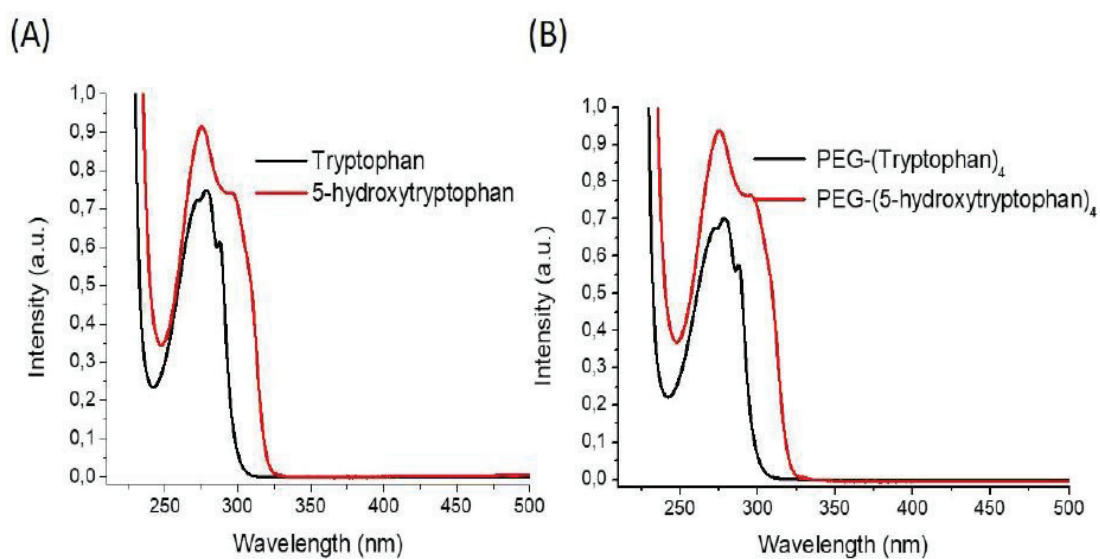 (A)
(B)
1,0
0,9
0,8
0,7
0,6
0,5
0,4
0,3
0,2
0,1
0,0
Intensity (a.u.)
Tryptophan
5-hydroxytryptophan
250 300 350 400 450 500
Wavelength (nm)
1,0
0,9
0,8
0,7
0,6
0,5
0,4
0,3
0,2
0,1
0,0
Intensity (a.u.)
PEG-(Tryptophan)₄
PEG-(5-hydroxytryptophan)₄
250 300 350 400 450 500
Wavelength (nm)